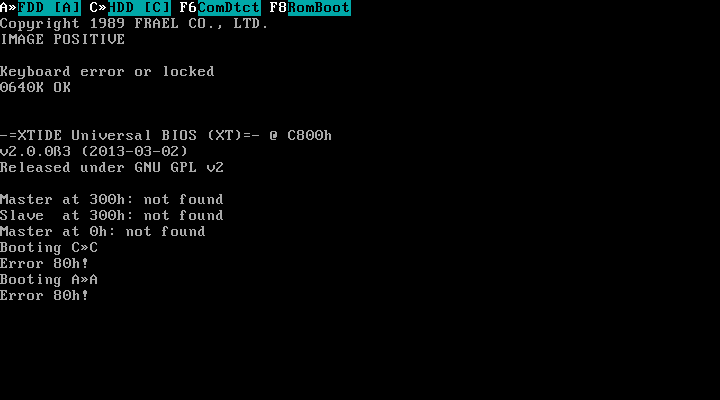 A»FDD [A] C»HDD [C] F6ComDtct F8RomBoot
Copyright 1989 FRAEL CO., LTD.
IMAGE POSITIVE
Keyboard error or locked
0640K OK
-=XTIDE Universal BIOS (XT)=- @ C800h
v2.0.0ß3 (2013-03-02)
Released under GNU GPL v2
Master at 300h: not found
Slave  at 300h: not found
Master at 0h: not found
Booting C»C
Error 80h!
Booting A»A
Error 80h!